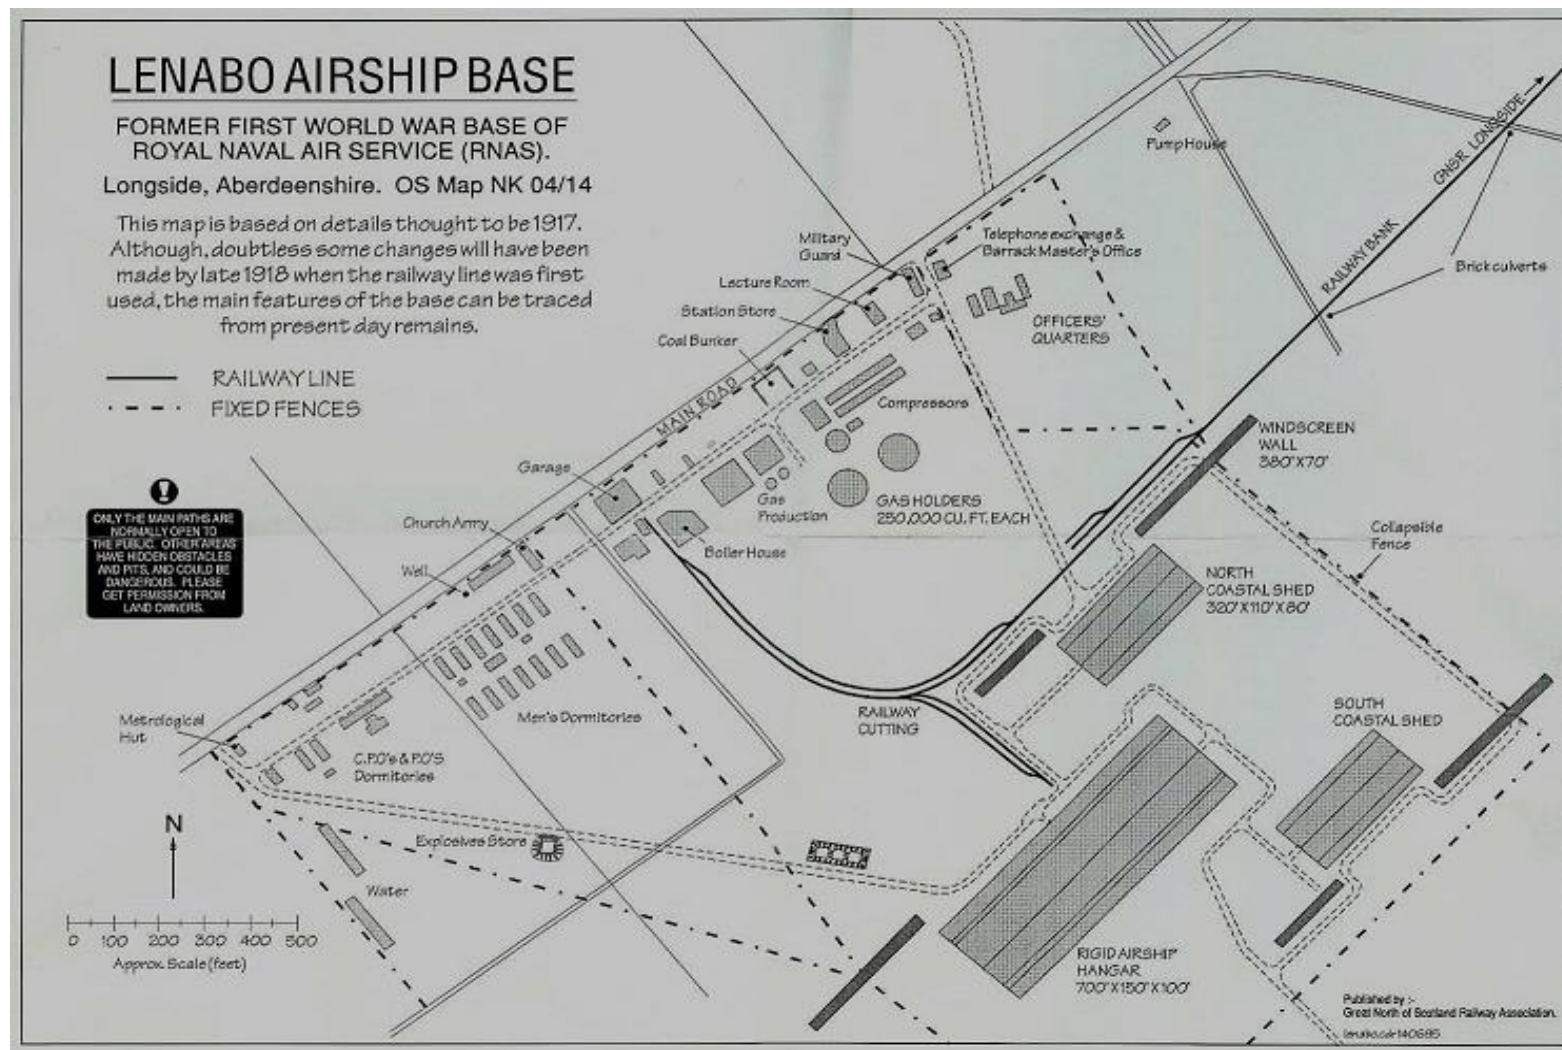 LENABO AIRSHIP BASE
FORMER FIRST WORLD WAR BASE OF
ROYAL NAVAL AIR SERVICE (RNAS).
Longside, Aberdeenshire. OS Map NK 04/14
This map is based on details thought to be 1917.
Although, doubtless some changes will have been
made by late 1918 when the railway line was first
used, the main features of the base can be traced
from present day remains.
RAILWAY LINE
FIXED FENCES
!
ONLY THE MAIN PATHS ARE
NORMALLY OPEN TO
THE PUBLIC. OTHER AREAS
HAVE HIDDEN OBSTACLES
AND PITS, AND COULD BE
DANGEROUS. PLEASE
GET PERMISSION FROM
LAND OWNERS.
Pump House
GNSR LONGSIDE
RAILWAY BANK
Brick culverts
Military
Guard
Telephone exchange &
Barrack Master's Office
Lecture Room
Station Store
Coal Bunker
OFFICERS'
QUARTERS
MAIN ROAD
Compressors
WINDSCREEN
WALL
380'X70'
Garage
Gas
Production
GAS HOLDERS
250,000 CU. FT. EACH
Church Army
Boiler House
Collapsible
Fence
Well
NORTH
COASTAL SHED
320'X110'X80'
Men's Dormitories
RAILWAY
CUTTING
SOUTH
COASTAL SHED
Metrological
Hut
C.P.O's & P.O'S
Dormitories
N
Explosives Store
Water
0 100 200 300 400 500
Approx. Scale (feet)
RIGID AIRSHIP
HANGAR
700'X150'X100'
Published by :-
Great North of Scotland Railway Association.
lenabo.cdr 140695